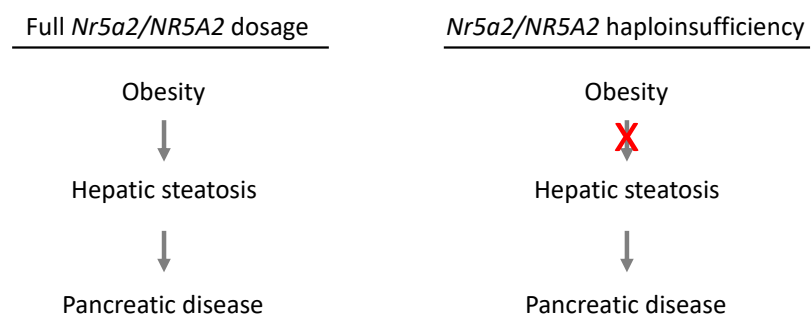 Full Nr5a2/NR5A2 dosage
Obesity
Hepatic steatosis
Pancreatic disease
Nr5a2/NR5A2 haploinsufficiency
Obesity
X
Hepatic steatosis
Pancreatic disease